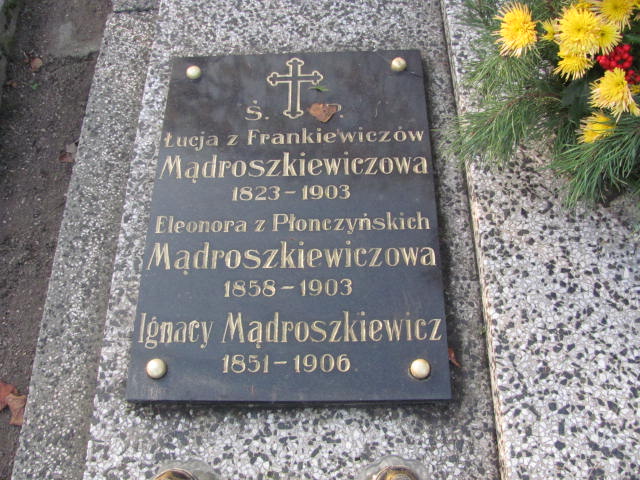 Ś. P.
Łucja z Frankiewiczów
Mądroszkiewiczowa
1823-1903
Eleonora z Płonczyńskich
Mądroszkiewiczowa
1858-1903
Ignacy Mądroszkiewicz
1851-1906